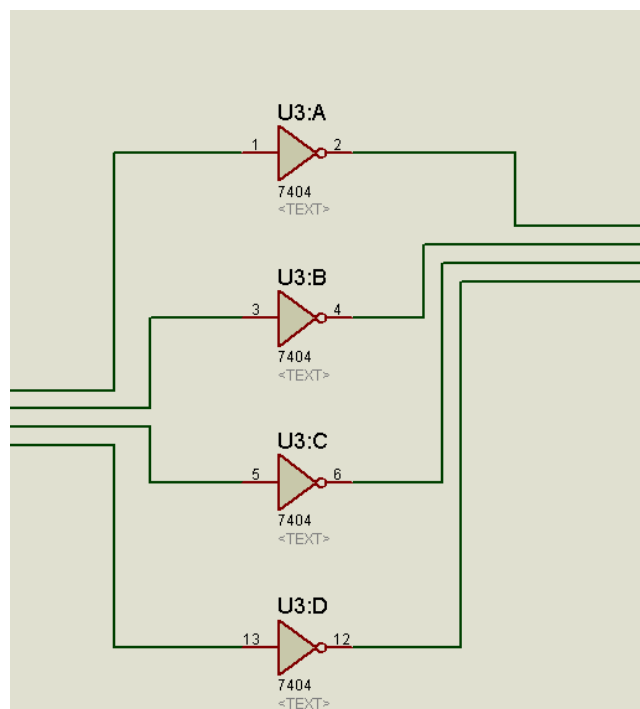 U3:A
1 2
7404
<TEXT>
U3:B
3 4
7404
<TEXT>
U3:C
5 6
7404
<TEXT>
U3:D
13 12
7404
<TEXT>